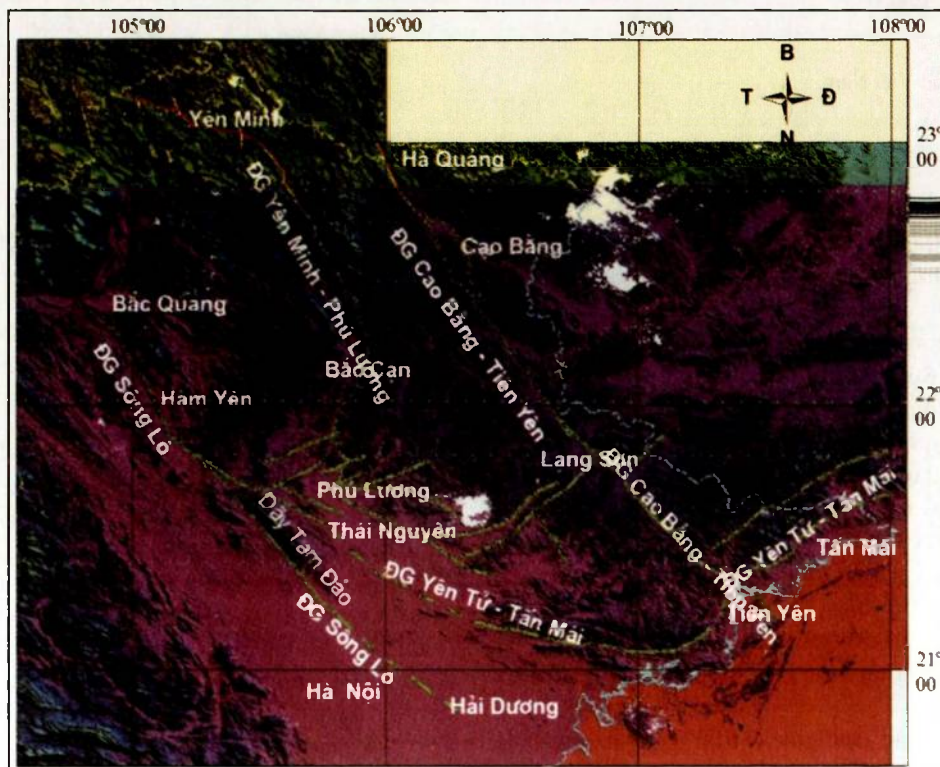 105°00 106°00 107°00 108°00
B
T Đ
N
23°
00
Yên Minh
Hà Quảng
ĐG Yên Minh - Phú Lương
ĐG Cao Bằng - Tiên Yên
Cao Bằng
Bắc Quang
ĐG Sông Lô
Bắc Cạn
Hàm Yên
22°
00
Lạng Sơn
ĐG Cao Bằng - Tiên Yên
Phú Lương
Thái Nguyên
Dãy Tam Đảo
ĐG Yên Tử - Tấn Mài
Tấn Mài
ĐG Yên Tử - Tấn Mài
Tiên Yên
ĐG Sông Lô
21°
00
Hà Nội
Hải Dương